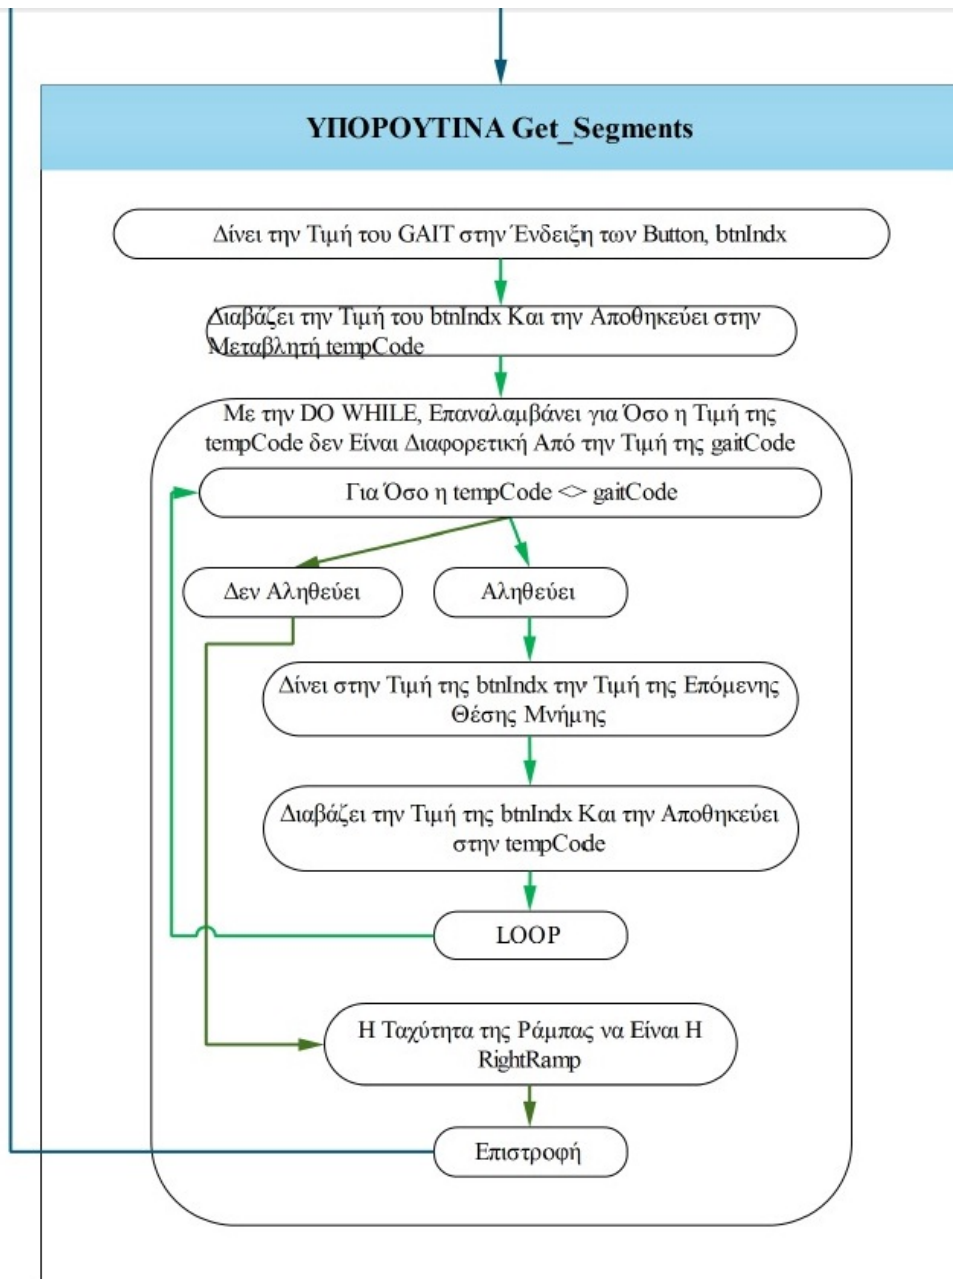 ΥΠΟΡΟΥΤΙΝΑ Get_Segments
Δίνει την Τιμή του GAIT στην Ένδειξη των Button, btnIndx
Διαβάζει την Τιμή του btnIndx Και την Αποθηκεύει στην
Μεταβλητή tempCode
Με την DO WHILE, Επαναλαμβάνει για Όσο η Τιμή της
tempCode δεν Είναι Διαφορετική Από την Τιμή της gaitCode
Για Όσο η tempCode <> gaitCode
Δεν Αληθεύει
Αληθεύει
Δίνει στην Τιμή της btnIndx την Τιμή της Επόμενης
Θέσης Μνήμης
Διαβάζει την Τιμή της btnIndx Και την Αποθηκεύει
στην tempCode
LOOP
Η Ταχύτητα της Ράμπας να Είναι Η
RightRamp
Επιστροφή